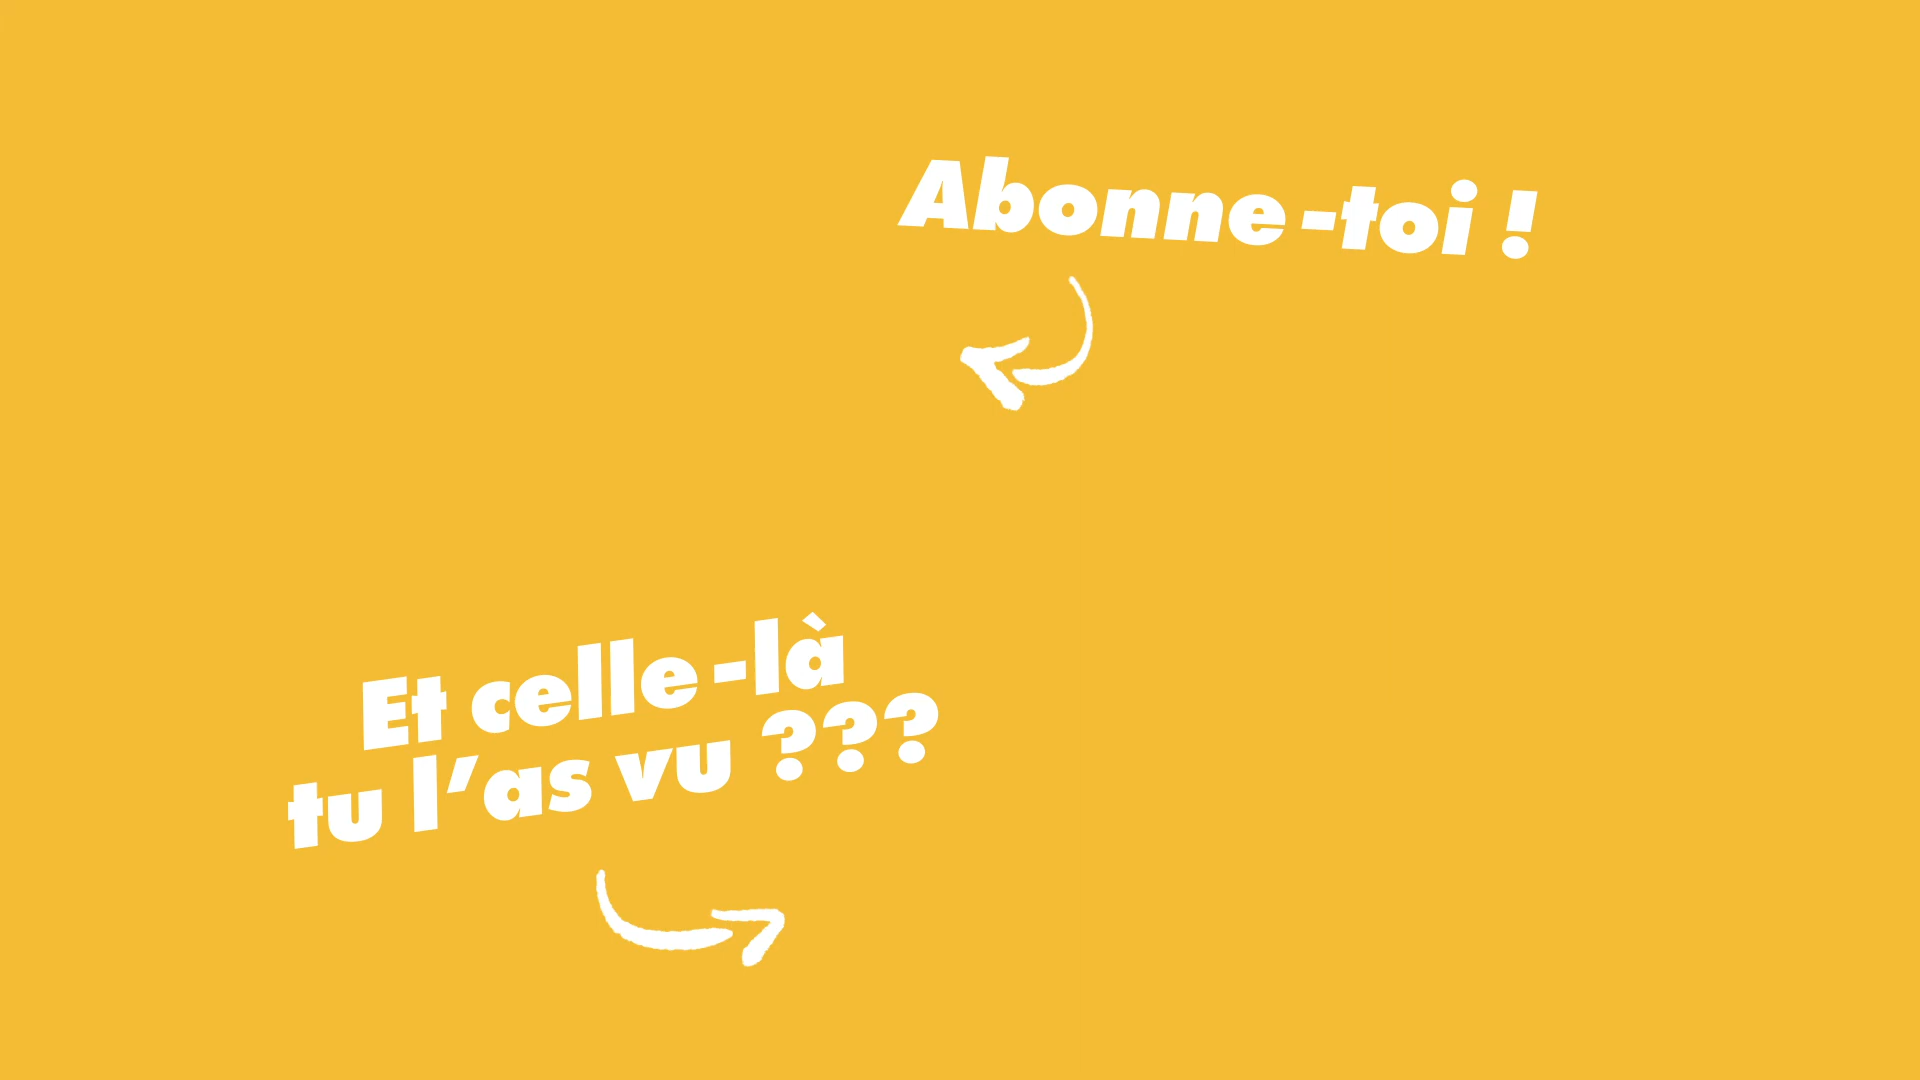 Abonne-toi !
Et celle-là
tu l’as vu ???